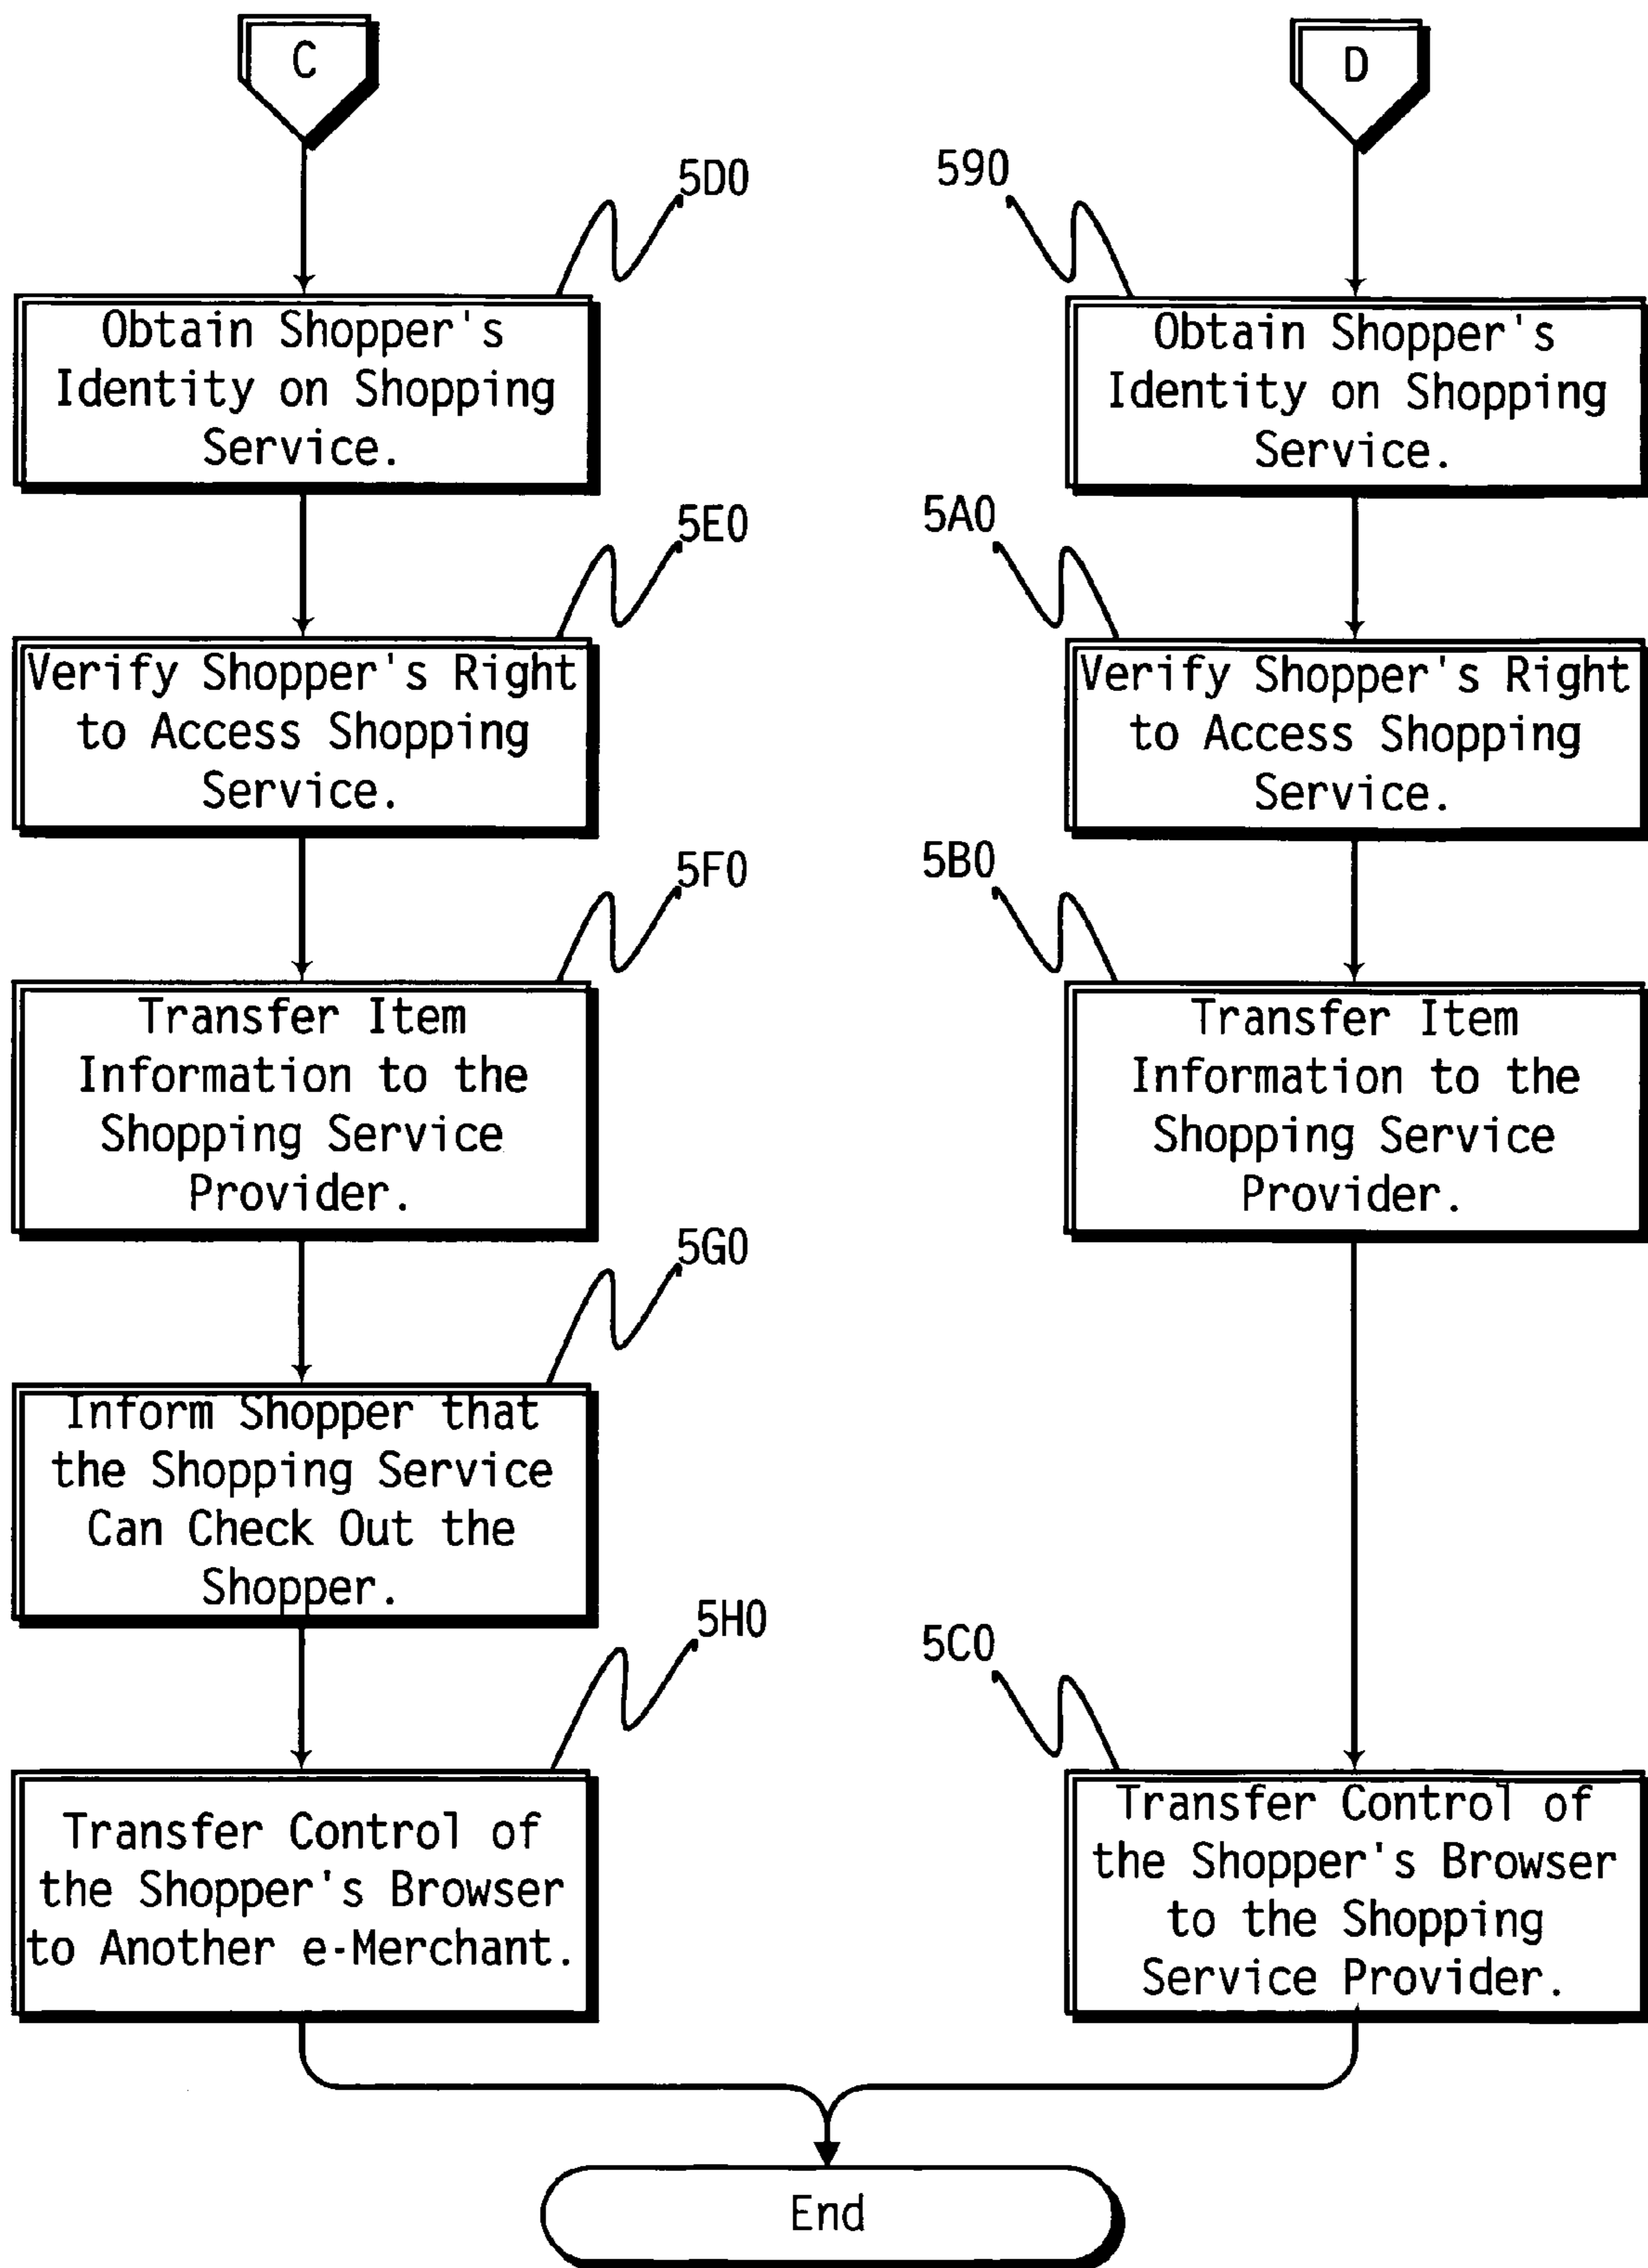 C
5D0
Obtain Shopper's
Identity on Shopping
Service.
5E0
Verify Shopper's Right
to Access Shopping
Service.
5F0
Transfer Item
Information to the
Shopping Service
Provider.
5G0
Inform Shopper that
the Shopping Service
Can Check Out the
Shopper.
5H0
Transfer Control of
the Shopper's Browser
to Another e-Merchant.
D
590
Obtain Shopper's
Identity on Shopping
Service.
5A0
Verify Shopper's Right
to Access Shopping
Service.
5B0
Transfer Item
Information to the
Shopping Service
Provider.
5C0
Transfer Control of
the Shopper's Browser
to the Shopping
Service Provider.
End